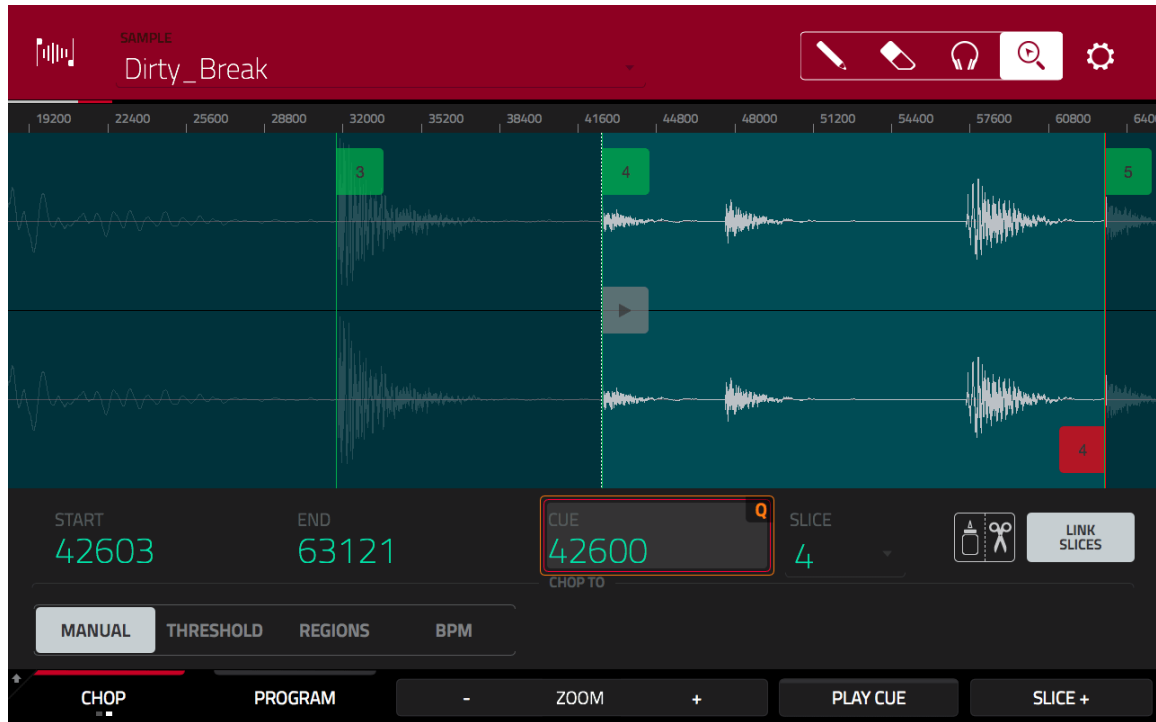 SAMPLE
Dirty_Break
19200 22400 25600 28800 32000 35200 38400 41600 44800 48000 51200 54400 57600 60800 640
3 4 5
4
START END CUE Q SLICE
42603 63121 42600 4
LINK
SLICES
CHOP TO
MANUAL THRESHOLD REGIONS BPM
CHOP PROGRAM - ZOOM + PLAY CUE SLICE +